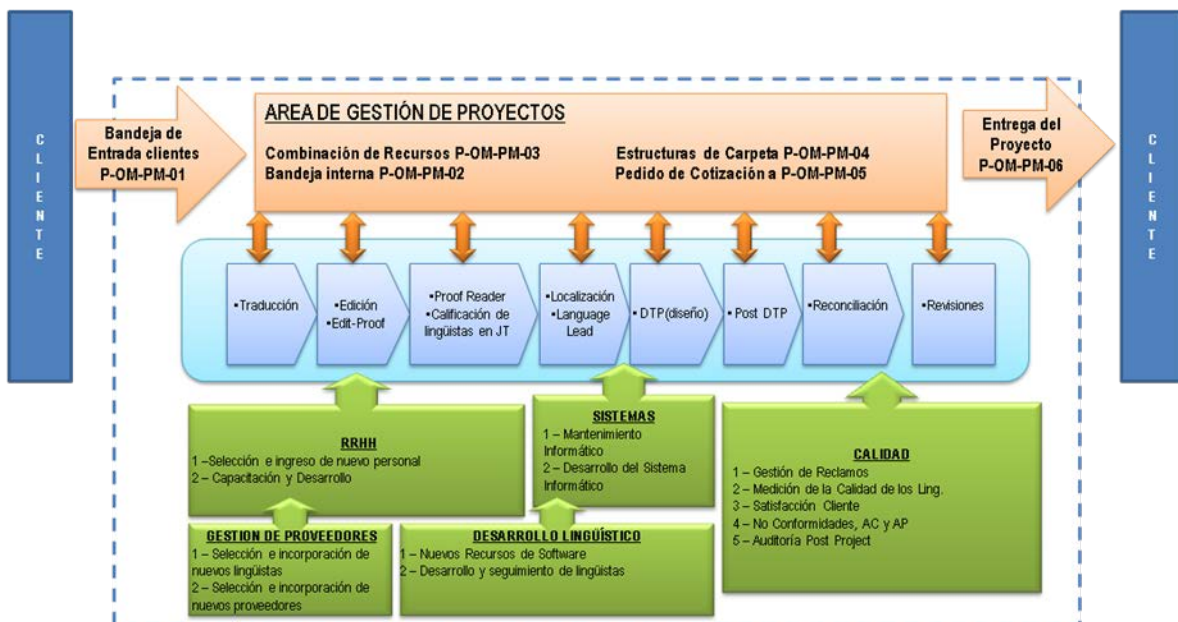 CLIENTE
Bandeja de
Entrada clientes
P-OM-PM-01
AREA DE GESTIÓN DE PROYECTOS
Combinación de Recursos P-OM-PM-03
Bandeja interna P-OM-PM-02
Estructuras de Carpeta P-OM-PM-04
Pedido de Cotización a P-OM-PM-05
Entrega del
Proyecto
P-OM-PM-06
CLIENTE
▪Traducción
▪Edición
▪Edit-Proof
▪Proof Reader
▪Calificación de
lingüistas en JT
▪Localización
▪Language
Lead
▪DTP(diseño)
▪Post DTP
▪Reconciliación
▪Revisiones
RRHH
1 –Selección e ingreso de nuevo personal
2 – Capacitación y Desarrollo
SISTEMAS
1 – Mantenimiento
Informático
2 – Desarrollo del Sistema
Informático
CALIDAD
1 – Gestión de Reclamos
2 – Medición de la Calidad de los Ling.
3 – Satisfacción Cliente
4 – No Conformidades, AC y AP
5 – Auditoría Post Project
GESTION DE PROVEEDORES
1 – Selección e incorporación de
nuevos lingüistas
2 – Selección e incorporación de
nuevos proveedores
DESARROLLO LINGÜÍSTICO
1 – Nuevos Recursos de Software
2 – Desarrollo y seguimiento de lingüistas